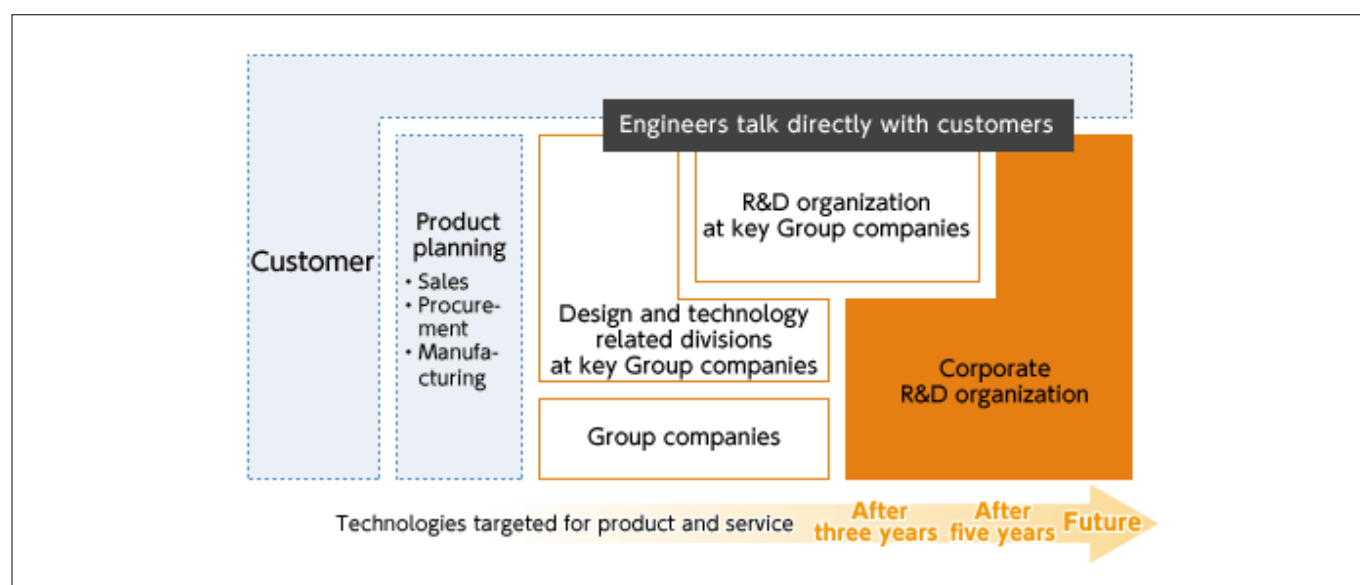 Engineers talk directly with customers
Customer
Product
planning
• Sales
• Procure-
ment
• Manufa-
cturing
R&D organization
at key Group companies
Design and technology
related divisions
at key Group companies
Group companies
Corporate
R&D organization
Technologies targeted for product and service
After
three years
After
five years
Future